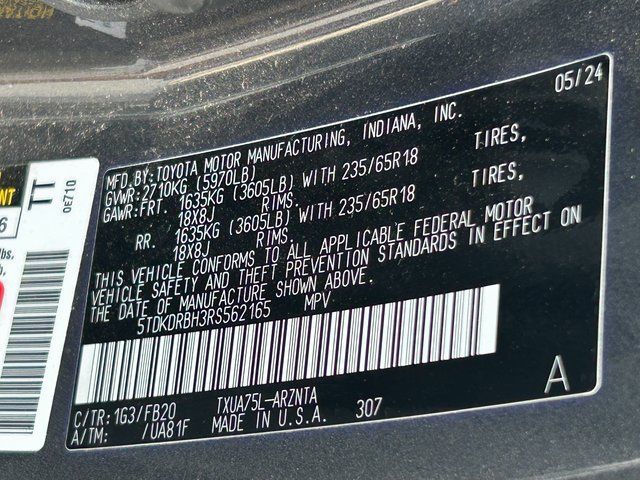 05/24
MFD.BY:TOYOTA MOTOR MANUFACTURING, INDIANA, INC.
GVWR:2710KG (5970LB)
GAWR:FRT. 1635KG (3605LB) WITH 235/65R18 TIRES,
18X8J RIMS.
RR. 1635KG (3605LB) WITH 235/65R18 TIRES,
18X8J RIMS.
THIS VEHICLE CONFORMS TO ALL APPLICABLE FEDERAL MOTOR
VEHICLE SAFETY AND THEFT PREVENTION STANDARDS IN EFFECT ON
THE DATE OF MANUFACTURE SHOWN ABOVE.
5TDKDRBH3RS562165 MPV
A
C/TR: 1G3/FB20 TXUA75L-ARZNTA
A/TM: /UA81F MADE IN U.S.A. 307
TT
0E710
6
lbs.